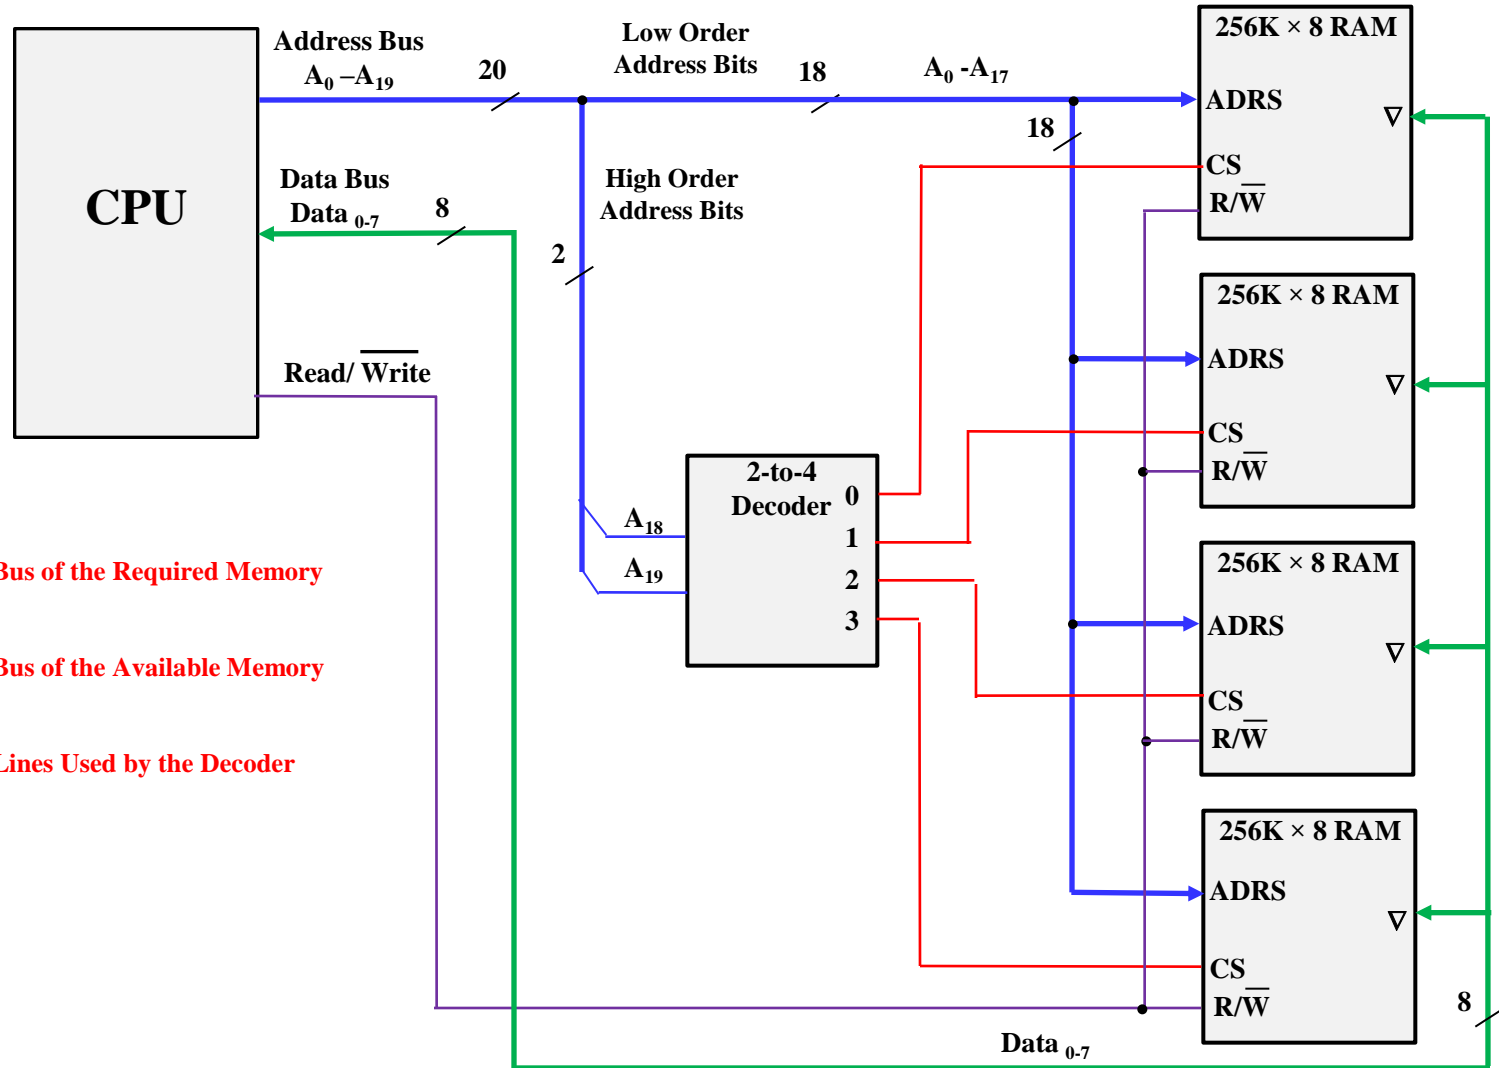 256K × 8 RAM
Address Bus
A0 –A19
20
Low Order
Address Bits
18
A0 -A17
ADRS
18
CPU
Data Bus
Data 0-7
8
High Order
Address Bits
CS
R/W̅
2
256K × 8 RAM
ADRS
Read/ W̅r̅i̅t̅e̅
CS
R/W̅
2-to-4
Decoder
0
1
2
3
A18
A19
256K × 8 RAM
ADRS
CS
R/W̅
Bus of the Required Memory
Bus of the Available Memory
Lines Used by the Decoder
256K × 8 RAM
ADRS
CS
R/W̅
8
Data 0-7